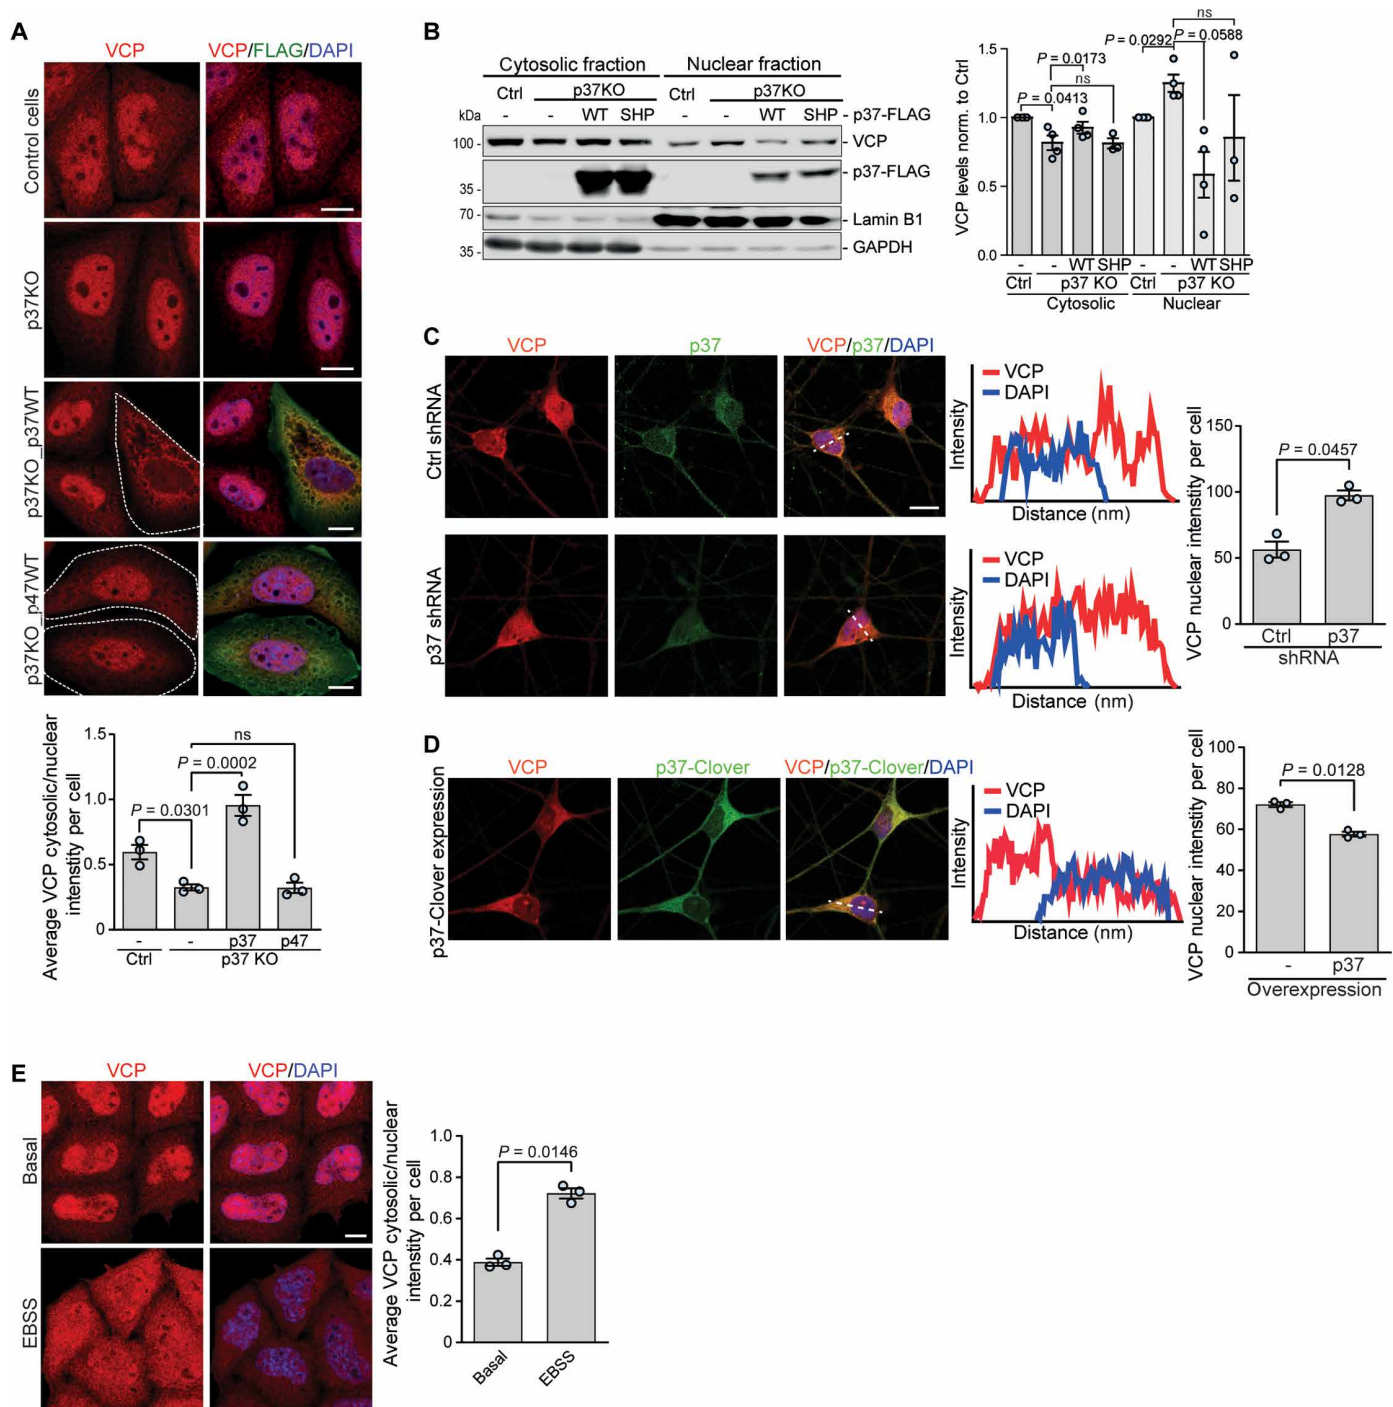 A
VCP
VCP/FLAG/DAPI
Control cells
p37KO
p37KO_p37WT
p37KO_p47WT
Average VCP cytosolic/nuclear
intensity per cell
1.5
1.0
0.5
0
ns
P = 0.0002
P = 0.0301
- - p37 p47
Ctrl p37 KO
B
Cytosolic fraction Nuclear fraction
Ctrl p37KO Ctrl p37KO
kDa - - WT SHP - - WT SHP - p37-FLAG
100 - - VCP
35 - - p37-FLAG
70 - - Lamin B1
35 - - GAPDH
VCP levels norm. to Ctrl
1.5
1.0
0.5
0.0
ns
P = 0.0292
P = 0.0588
P = 0.0173
ns
P = 0.0413
- - WT SHP - - WT SHP
Ctrl p37 KO Ctrl p37 KO
Cytosolic Nuclear
C
VCP
p37
VCP/p37/DAPI
Ctrl shRNA
p37 shRNA
VCP
DAPI
Intensity
Distance (nm)
VCP
DAPI
Intensity
Distance (nm)
VCP nuclear intenstity per cell
150
100
50
0
P = 0.0457
Ctrl p37
shRNA
D
VCP
p37-Clover
VCP/p37-Clover/DAPI
p37-Clover expression
VCP
DAPI
Intensity
Distance (nm)
VCP nuclear intenstity per cell
100
80
60
40
20
0
P = 0.0128
- p37
Overexpression
E
VCP
VCP/DAPI
Basal
EBSS
Average VCP cytosolic/nuclear
intenstity per cell
1.0
0.8
0.6
0.4
0.2
0
P = 0.0146
Basal
EBSS